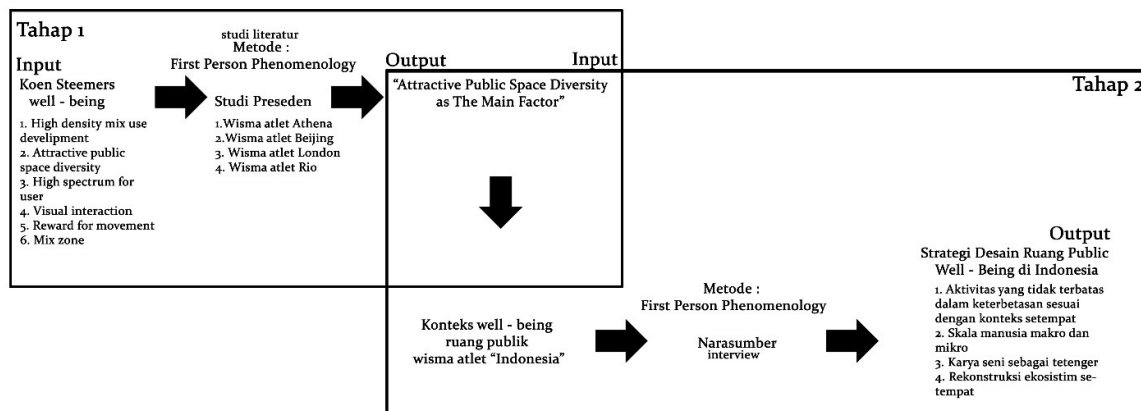 Tahap 1
Input
Koen Steemers
well - being
1. High density mix use
develipment
2. Attractive public
space diversity
3. High spectrum for
user
4. Visual interaction
5. Reward for movement
6. Mix zone
studi literatur
Metode :
First Person Phenomenology
Studi Preseden
1.Wisma atlet Athena
2.Wisma atlet Beijing
3. Wisma atlet London
4. Wisma atlet Rio
Output
Input
“Attractive Public Space Diversity
as The Main Factor”
Tahap 2
Konteks well - being
ruang publik
wisma atlet “Indonesia”
Metode :
First Person Phenomenology
Narasumber
interview
Output
Strategi Desain Ruang Public
Well - Being di Indonesia
1. Aktivitas yang tidak terbatas
dalam keterbetasan sesuai
dengan konteks setempat
2. Skala manusia makro dan
mikro
3. Karya seni sebagai tetenger
4. Rekonstruksi ekosistim se-
tempat